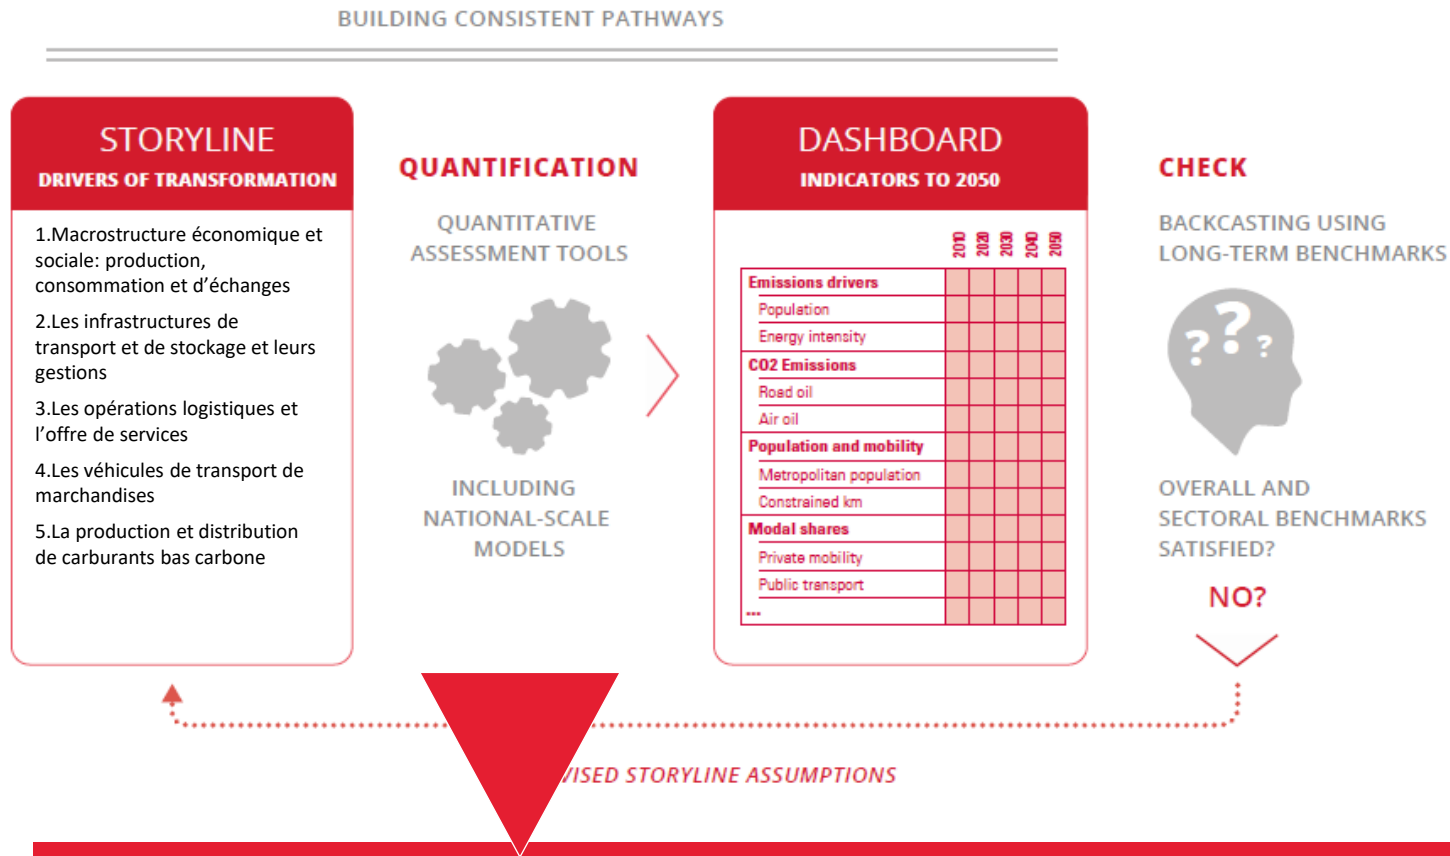 BUILDING CONSISTENT PATHWAYS
STORYLINE
DRIVERS OF TRANSFORMATION
1.Macrostructure économique et
sociale: production,
consommation et d'échanges
2.Les infrastructures de
transport et de stockage et leurs
gestions
3.Les opérations logistiques et
l'offre de services
4.Les véhicules de transport de
marchandises
5.La production et distribution
de carburants bas carbone
QUANTIFICATION
QUANTITATIVE
ASSESSMENT TOOLS
INCLUDING
NATIONAL-SCALE
MODELS
DASHBOARD
INDICATORS TO 2050
2010 2020 2030 2040 2050
Emissions drivers
Population
Energy intensity
CO2 Emissions
Road oil
Air oil
Population and mobility
Metropolitan population
Constrained km
Modal shares
Private mobility
Public transport
...
CHECK
BACKCASTING USING
LONG-TERM BENCHMARKS
? ? ?
OVERALL AND
SECTORAL BENCHMARKS
SATISFIED?
NO?
VISED STORYLINE ASSUMPTIONS